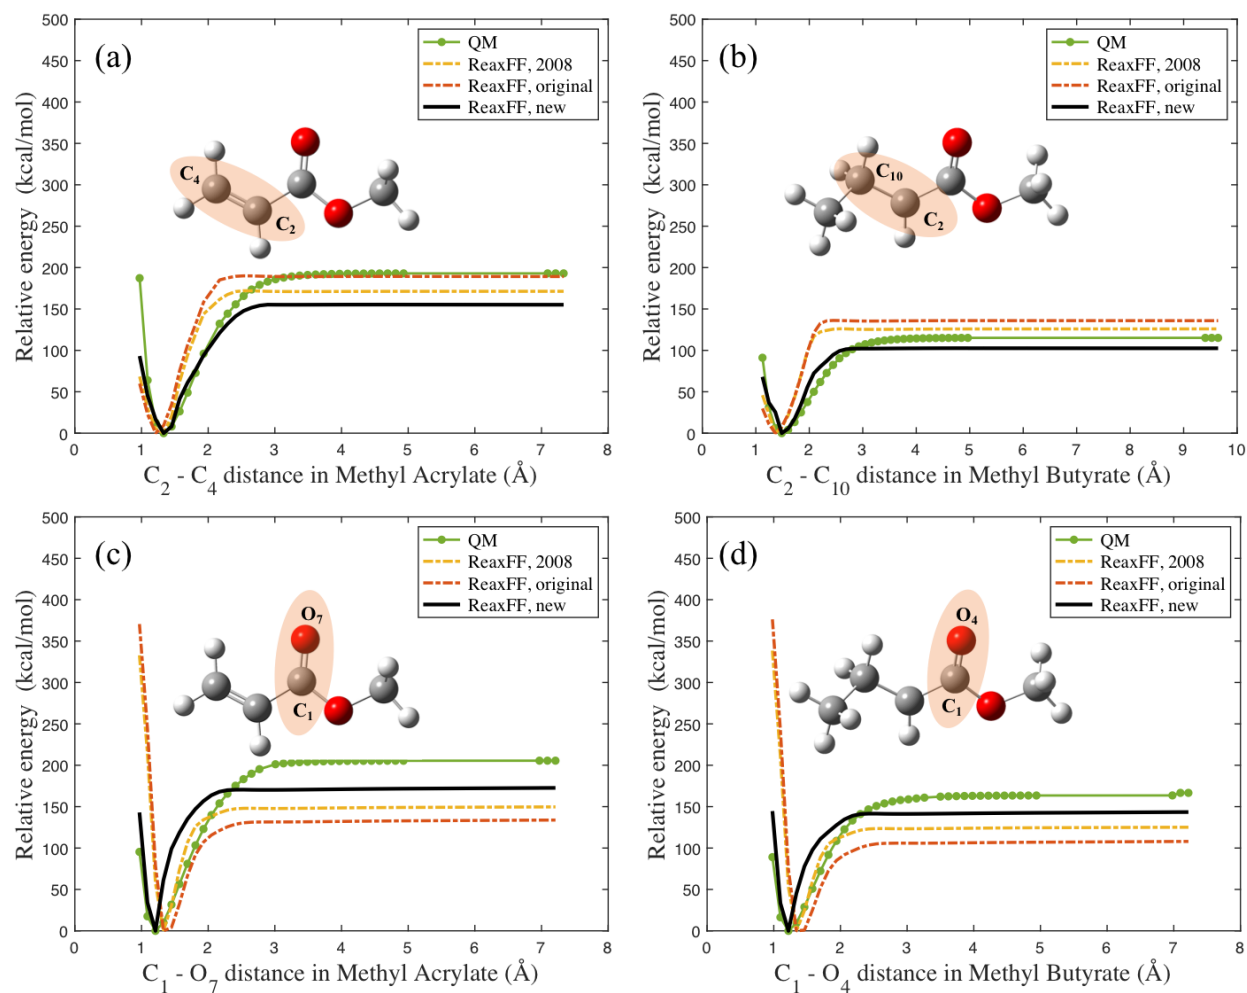 (a)
Relative energy (kcal/mol)
500
450
400
350
300
250
200
150
100
50
0
QM
ReaxFF, 2008
ReaxFF, original
ReaxFF, new
C4
C2
0 1 2 3 4 5 6 7 8
C2 - C4 distance in Methyl Acrylate (Å)
(b)
Relative energy (kcal/mol)
500
450
400
350
300
250
200
150
100
50
0
QM
ReaxFF, 2008
ReaxFF, original
ReaxFF, new
C10
C2
0 1 2 3 4 5 6 7 8 9 10
C2 - C10 distance in Methyl Butyrate (Å)
(c)
Relative energy (kcal/mol)
500
450
400
350
300
250
200
150
100
50
0
QM
ReaxFF, 2008
ReaxFF, original
ReaxFF, new
O7
C1
0 1 2 3 4 5 6 7 8
C1 - O7 distance in Methyl Acrylate (Å)
(d)
Relative energy (kcal/mol)
500
450
400
350
300
250
200
150
100
50
0
QM
ReaxFF, 2008
ReaxFF, original
ReaxFF, new
O4
C1
0 1 2 3 4 5 6 7 8
C1 - O4 distance in Methyl Butyrate (Å)